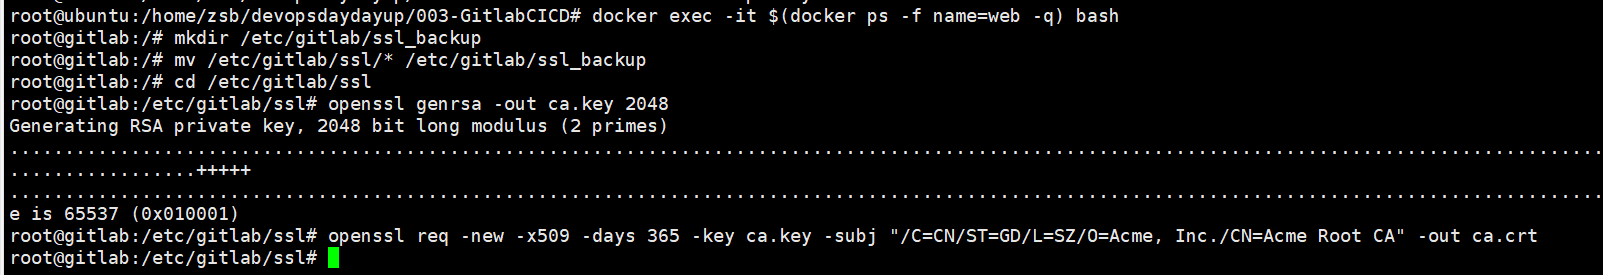 root@ubuntu:/home/zsb/devopsdaydayup/003-GitlabCICD# docker exec -it $(docker ps -f name=web -q) bash
root@gitlab:/# mkdir /etc/gitlab/ssl_backup
root@gitlab:/# mv /etc/gitlab/ssl/* /etc/gitlab/ssl_backup
root@gitlab:/# cd /etc/gitlab/ssl
root@gitlab:/etc/gitlab/ssl# openssl genrsa -out ca.key 2048
Generating RSA private key, 2048 bit long modulus (2 primes)
..............................................................................................................................................................................
.................+++++
..............................................................................................................................................................................
e is 65537 (0x010001)
root@gitlab:/etc/gitlab/ssl# openssl req -new -x509 -days 365 -key ca.key -subj "/C=CN/ST=GD/L=SZ/O=Acme, Inc./CN=Acme Root CA" -out ca.crt
root@gitlab:/etc/gitlab/ssl#